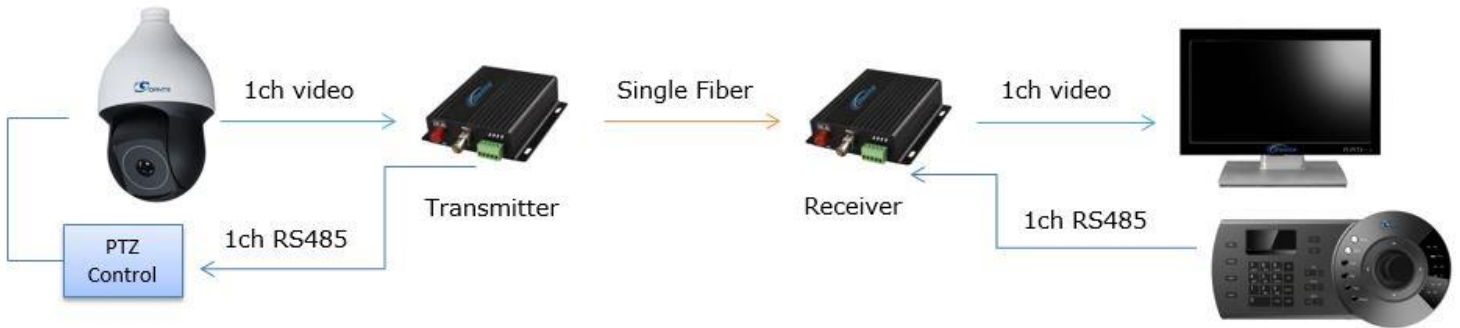 1ch video
Single Fiber
1ch video
Transmitter
Receiver
1ch RS485
1ch RS485
PTZ
Control